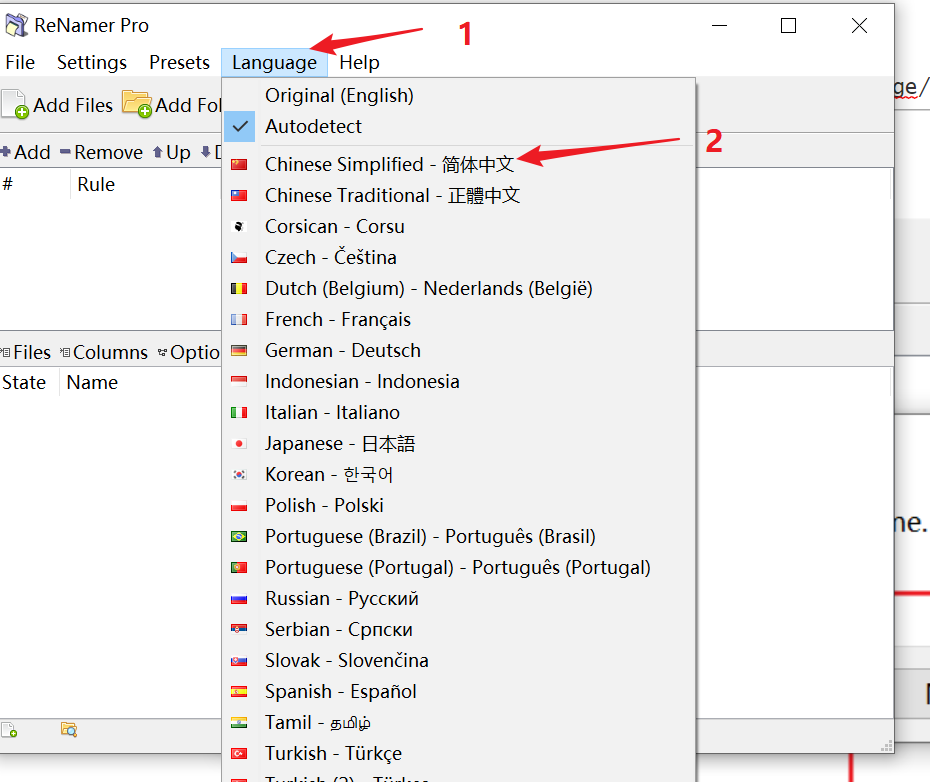 ReNamer Pro
1
File Settings Presets Language Help
Original (English)
ge/
Add Files Add Fol
Autodetect
2
Add Remove Up D
Chinese Simplified - 简体中文
# Rule
Chinese Traditional - 正體中文
Corsican - Corsu
Czech - Čeština
Dutch (Belgium) - Nederlands (België)
French - Français
Files Columns Optio
German - Deutsch
State Name
Indonesian - Indonesia
Italian - Italiano
Japanese - 日本語
Korean - 한국어
Polish - Polski
ne.
Portuguese (Brazil) - Português (Brasil)
Portuguese (Portugal) - Português (Portugal)
Russian - Русский
Serbian - Српски
Slovak - Slovenčina
Spanish - Español
Tamil - தமிழ்
Turkish - Türkçe
Turkish (2) - Türkçe